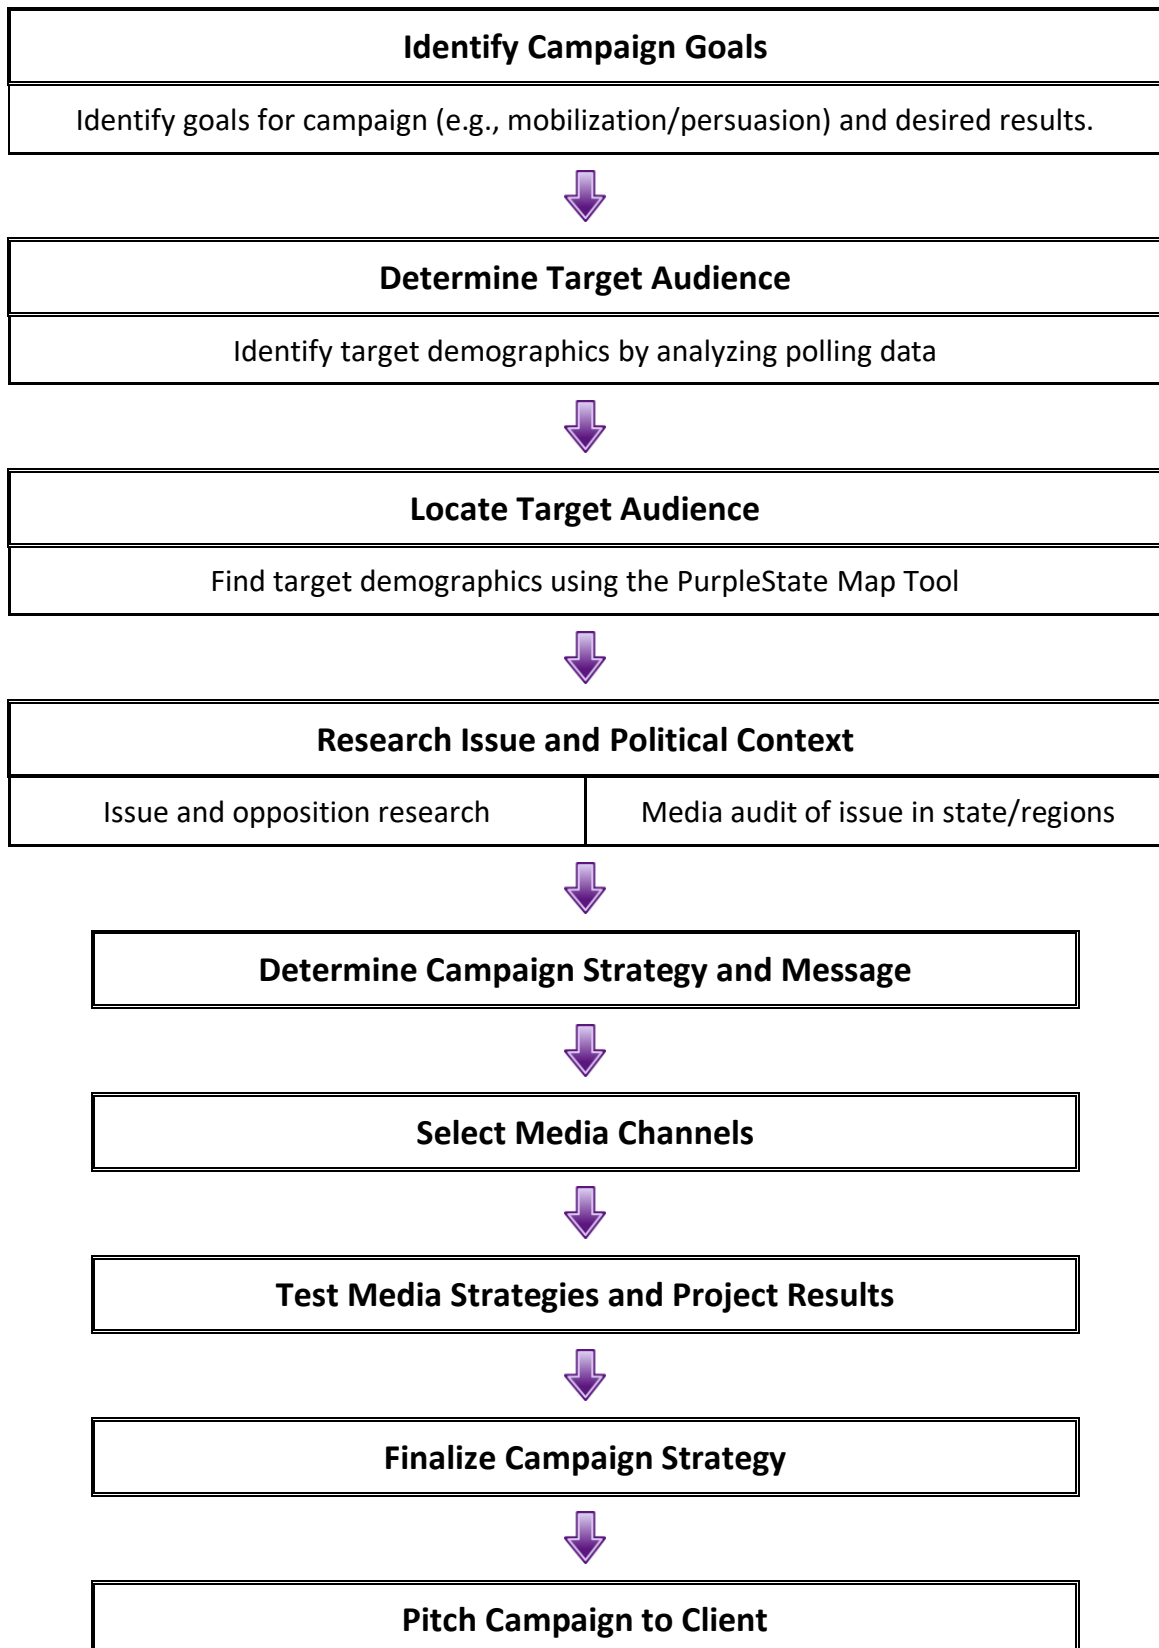 Identify Campaign Goals
Identify goals for campaign (e.g., mobilization/persuasion) and desired results.
Determine Target Audience
Identify target demographics by analyzing polling data
Locate Target Audience
Find target demographics using the PurpleState Map Tool
Research Issue and Political Context
Issue and opposition research
Media audit of issue in state/regions
Determine Campaign Strategy and Message
Select Media Channels
Test Media Strategies and Project Results
Finalize Campaign Strategy
Pitch Campaign to Client